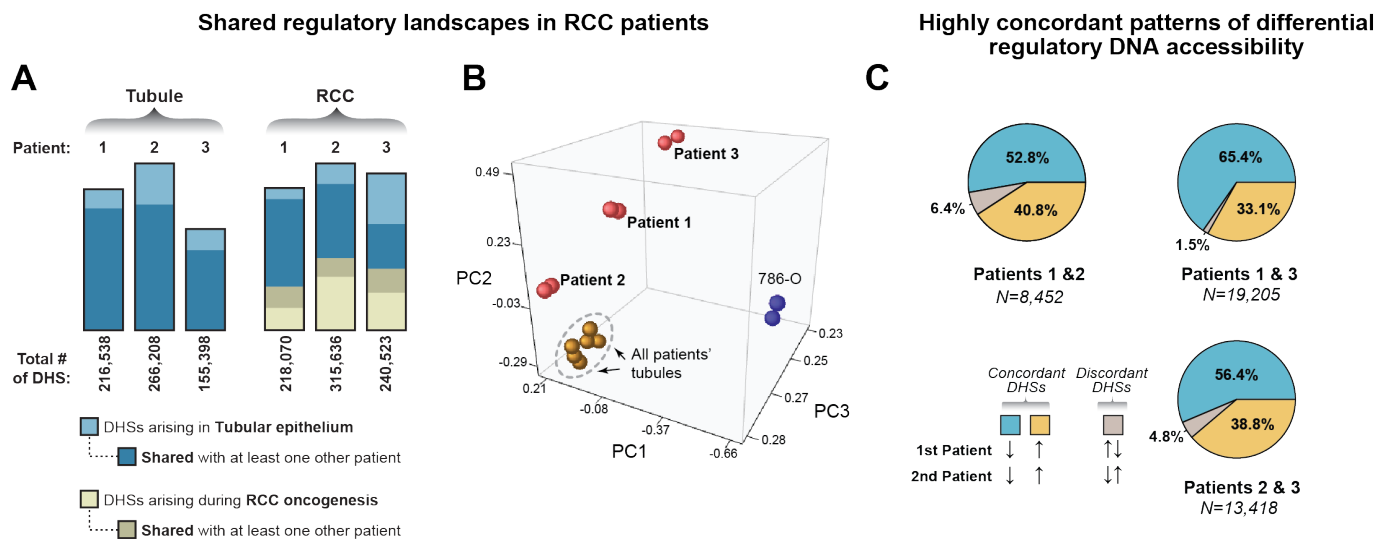 Shared regulatory landscapes in RCC patients
Highly concordant patterns of differential
regulatory DNA accessibility
A
Tubule
RCC
Patient:
1
2
3
1
2
3
Total #
of DHS:
216,538
266,208
155,398
218,070
315,636
240,523
DHSs arising in Tubular epithelium
Shared with at least one other patient
DHSs arising during RCC oncogenesis
Shared with at least one other patient
B
Patient 3
Patient 1
Patient 2
786-O
All patients'
tubules
PC2
0.49
0.23
-0.03
-0.29
PC1
0.21
-0.08
-0.37
-0.66
PC3
0.23
0.25
0.27
0.28
C
52.8%
6.4%
40.8%
Patients 1 &2
N=8,452
65.4%
33.1%
1.5%
Patients 1 & 3
N=19,205
56.4%
4.8%
38.8%
Patients 2 & 3
N=13,418
Concordant
DHSs
Discordant
DHSs
1st Patient ↓ ↑ ↑↓
2nd Patient ↓ ↑ ↓↑